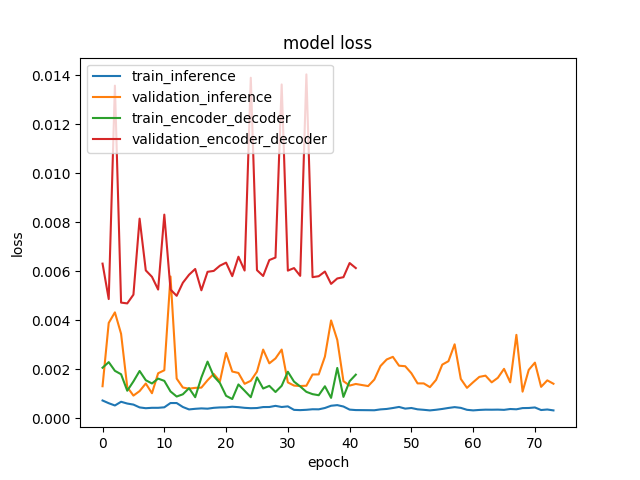 model loss
train_inference
validation_inference
train_encoder_decoder
validation_encoder_decoder
0.014
0.012
0.010
0.008
0.006
0.004
0.002
0.000
loss
0 10 20 30 40 50 60 70
epoch